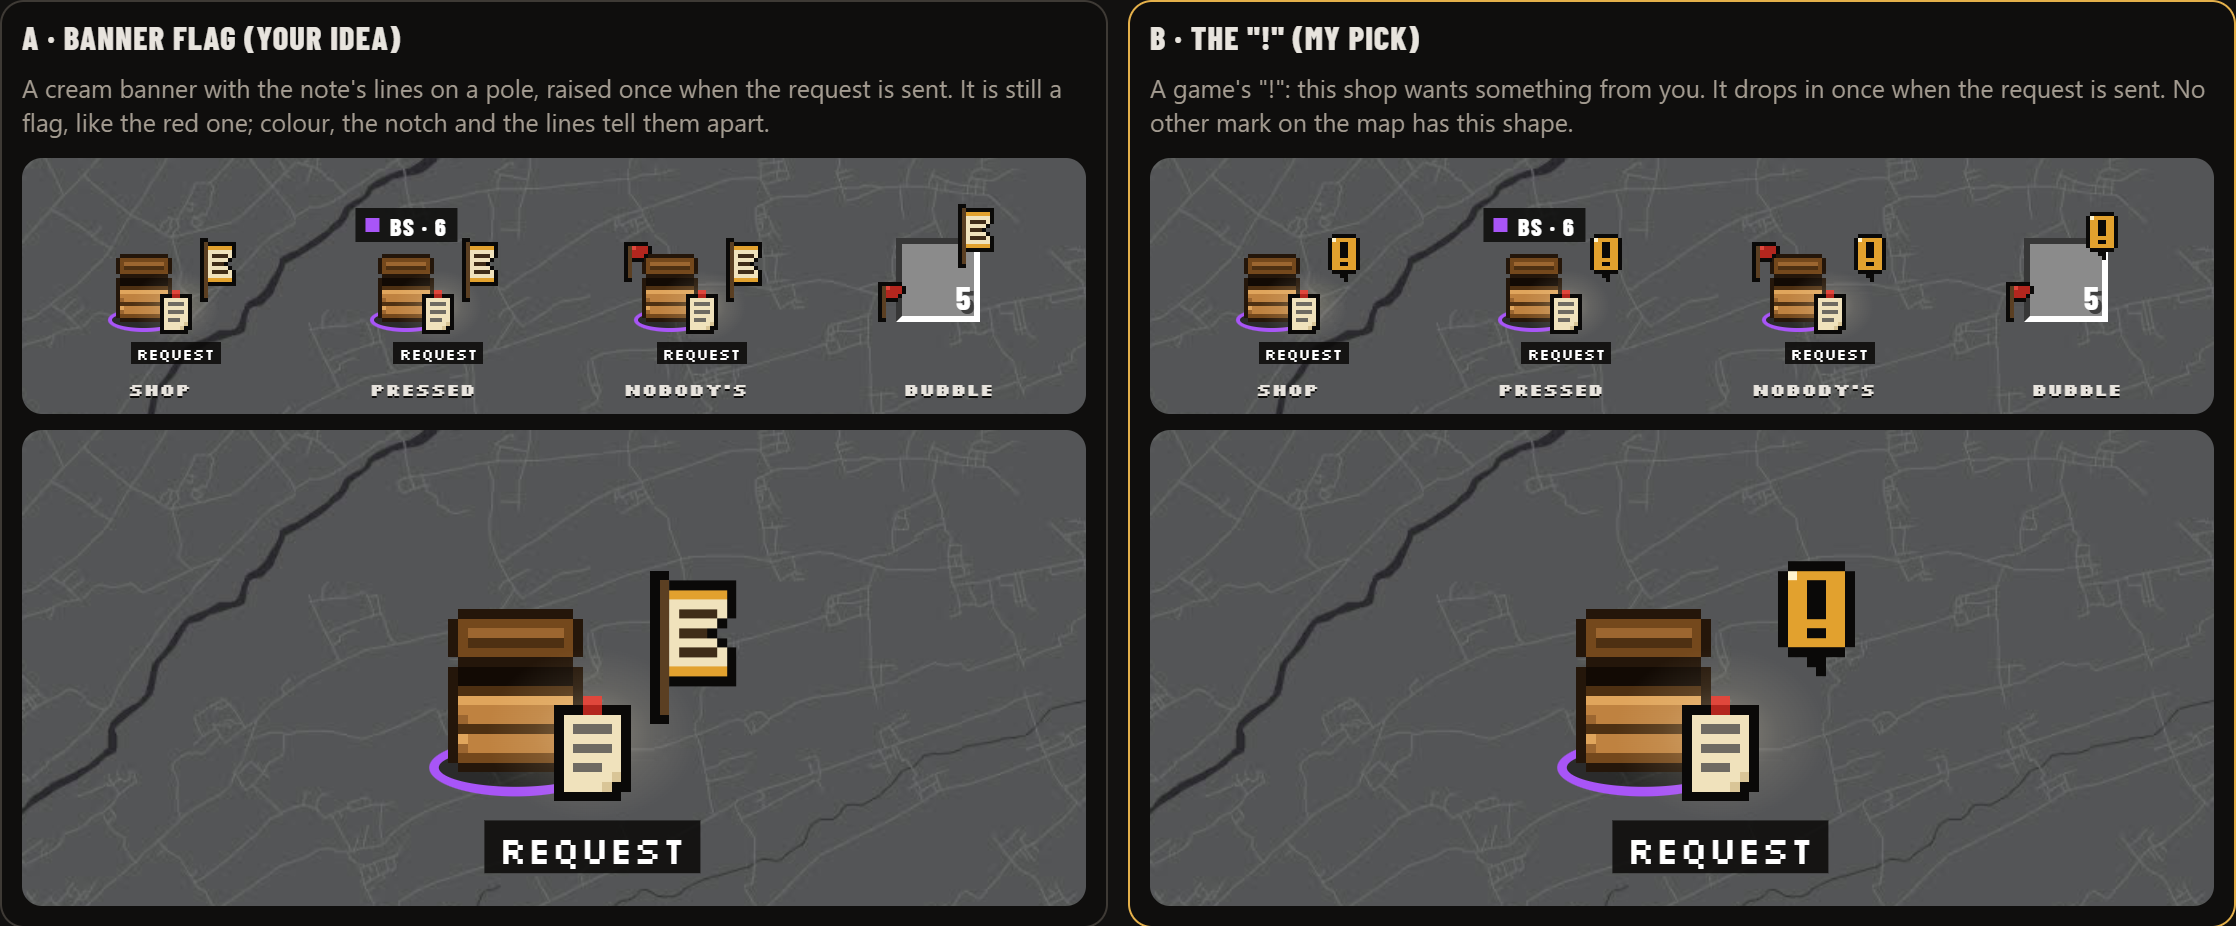 A · BANNER FLAG (YOUR IDEA)
A cream banner with the note's lines on a pole, raised once when the request is sent. It is still a
flag, like the red one; colour, the notch and the lines tell them apart.
BS · 6
5
REQUEST
REQUEST
REQUEST
SHOP
PRESSED
NOBODY'S
BUBBLE
REQUEST
B · THE "!" (MY PICK)
A game's "!": this shop wants something from you. It drops in once when the request is sent. No
other mark on the map has this shape.
!
BS · 6
!
!
!
5
REQUEST
REQUEST
REQUEST
SHOP
PRESSED
NOBODY'S
BUBBLE
!
REQUEST